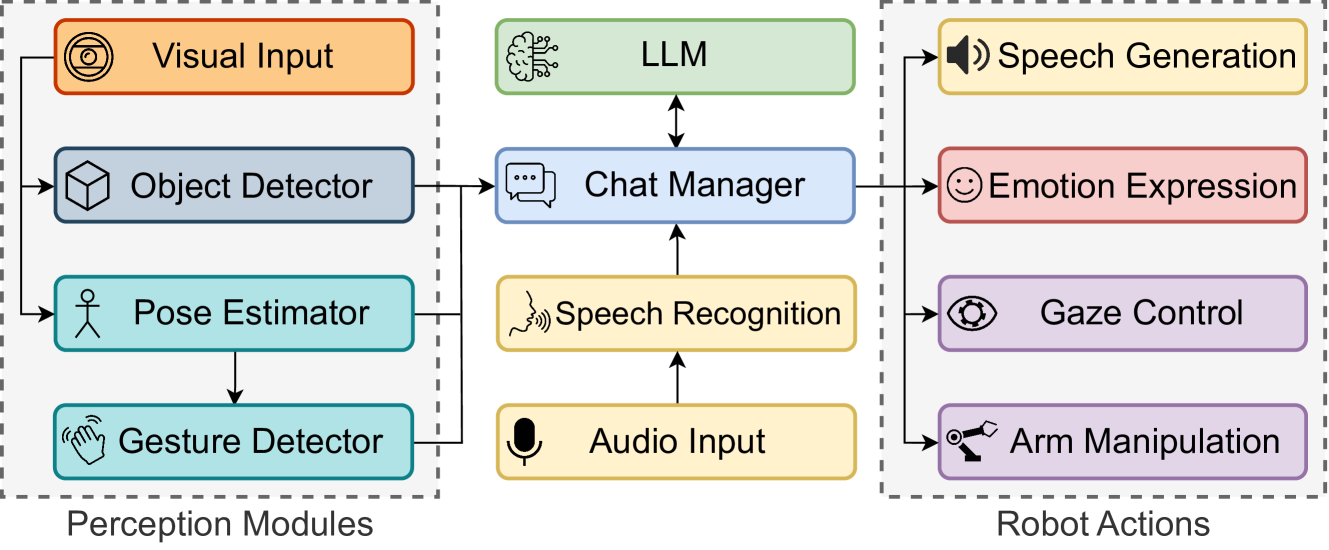 Visual Input
Object Detector
Pose Estimator
Gesture Detector
Perception Modules
LLM
Chat Manager
Speech Recognition
Audio Input
Speech Generation
Emotion Expression
Gaze Control
Arm Manipulation
Robot Actions